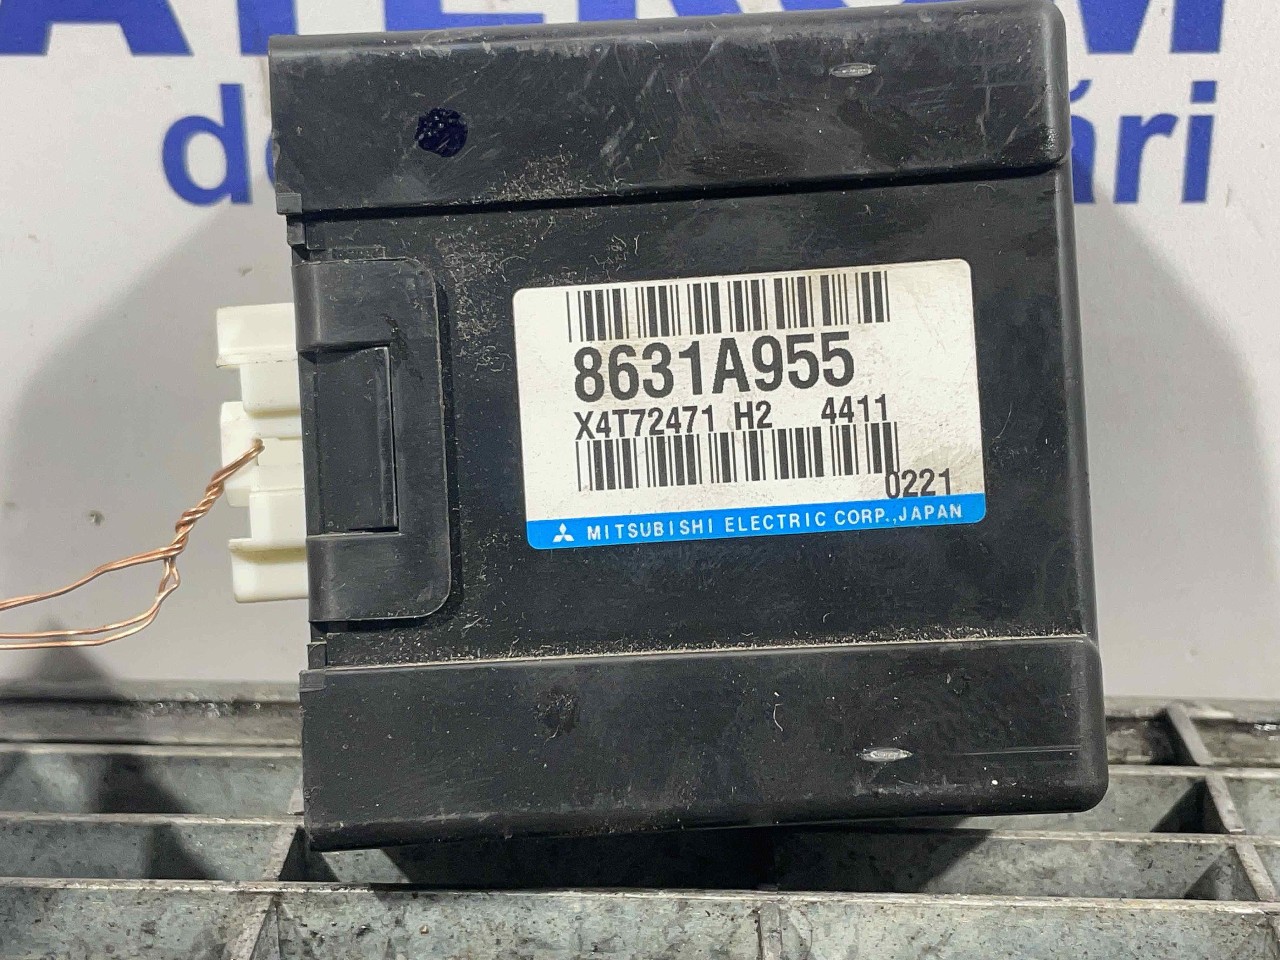 8631A955
X4T72471 H2 4411
0221
MITSUBISHI ELECTRIC CORP., JAPAN